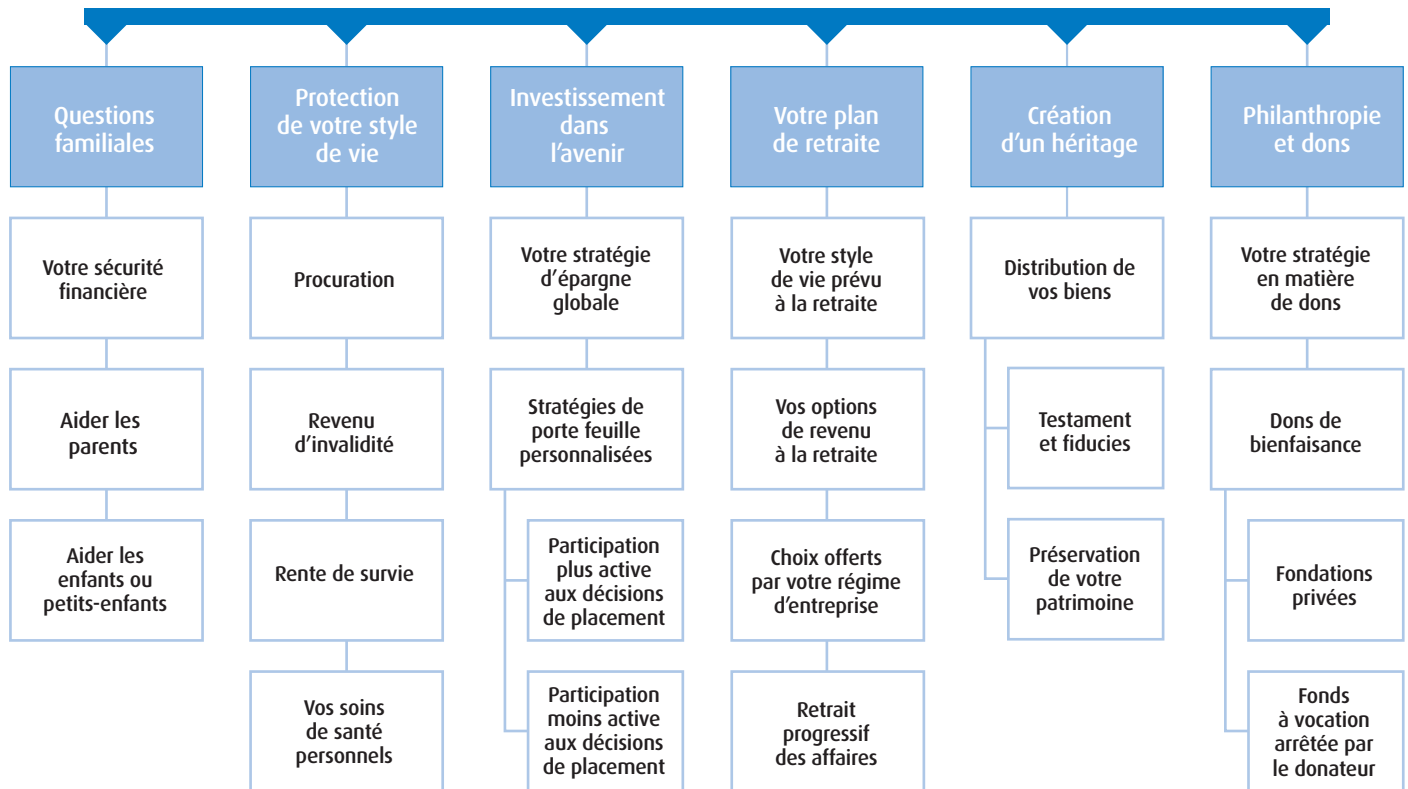 Questions
familiales
Votre sécurité
financière
Aider les
parents
Aider les
enfants ou
petits-enfants
Protection
de votre style
de vie
Procuration
Revenu
d'invalidité
Rente de survie
Vos soins
de santé
personnels
Investissement
dans
l'avenir
Votre stratégie
d'épargne
globale
Stratégies de
porte feuille
personnalisées
Participation
plus active
aux décisions
de placement
Participation
moins active
aux décisions
de placement
Votre plan
de retraite
Votre style
de vie prévu
à la retraite
Vos options
de revenu
à la retraite
Choix offerts
par votre régime
d'entreprise
Retrait
progressif
des affaires
Création
d'un héritage
Distribution de
vos biens
Testament
et fiducies
Préservation
de votre
patrimoine
Philanthropie
et dons
Votre stratégie
en matière
de dons
Dons de
bienfaisance
Fondations
privées
Fonds
à vocation
arrêtée par
le donateur